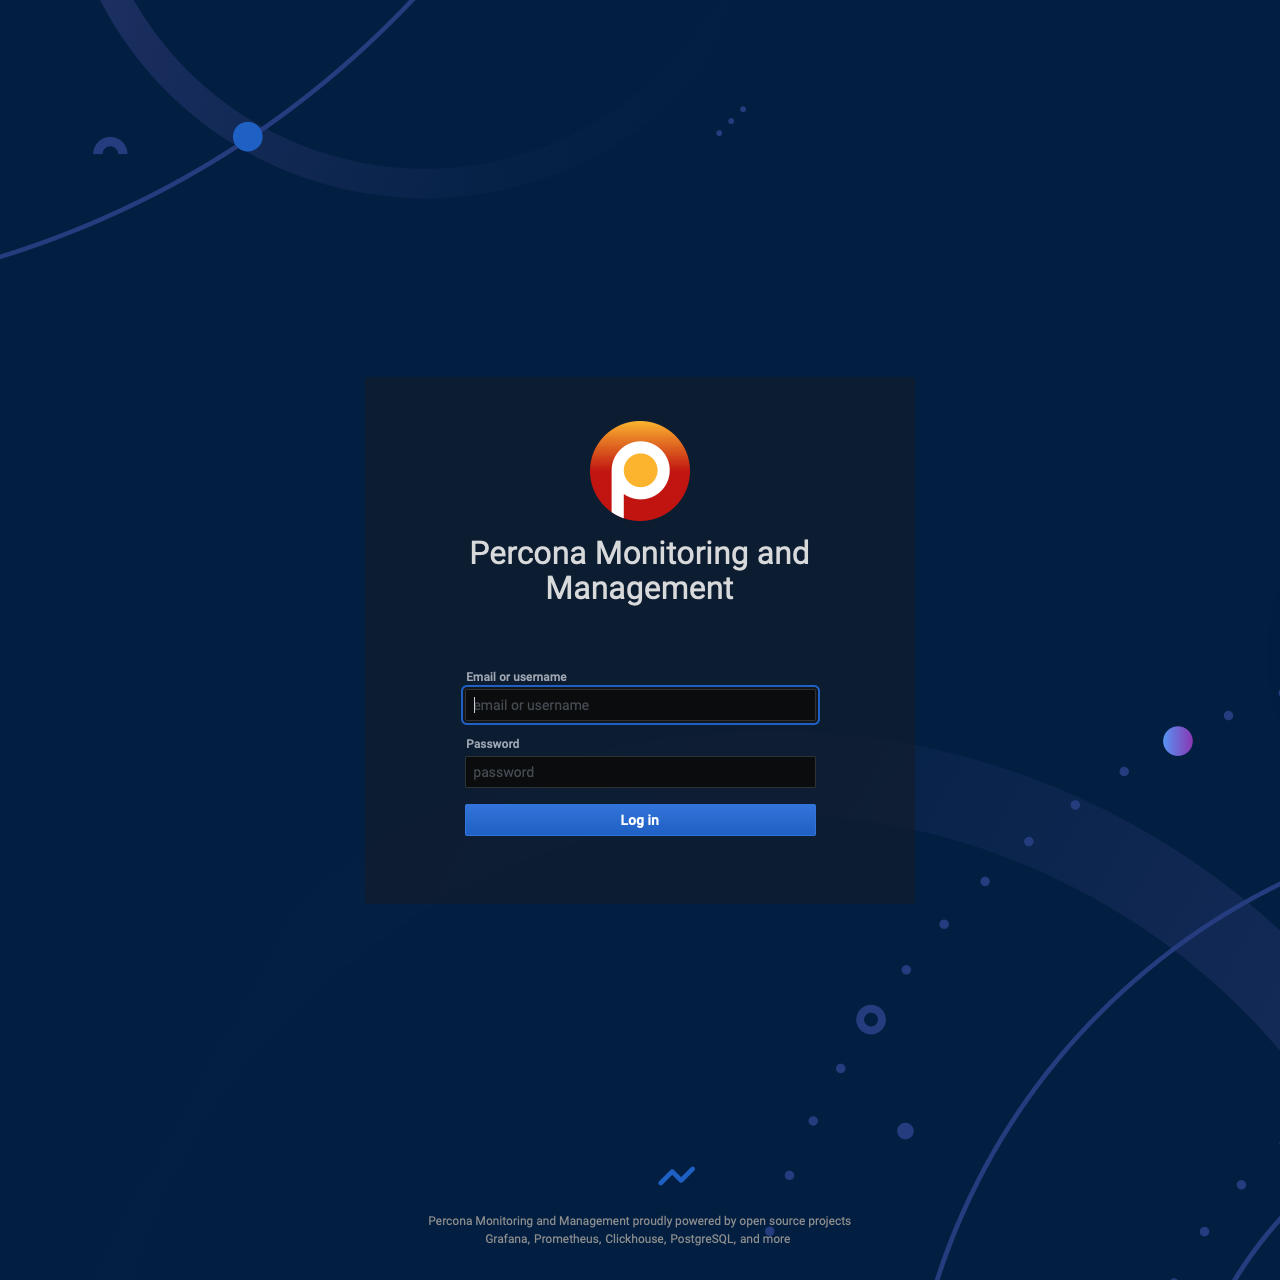 Percona Monitoring and
Management
Email or username
email or username
Password
password
Log in
Percona Monitoring and Management proudly powered by open source projects
Grafana, Prometheus, Clickhouse, PostgreSQL, and more